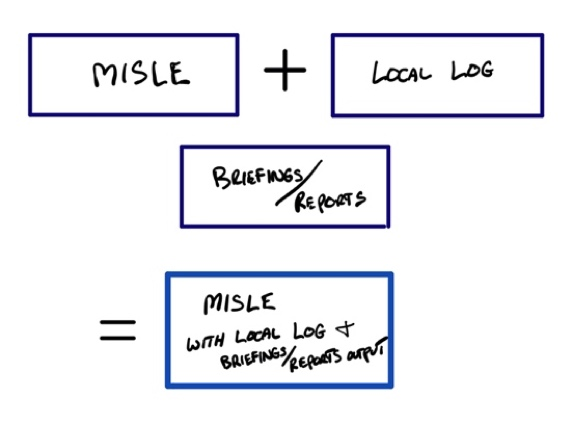 MISLE + LOCAL LOG
BRIEFINGS/
REPORTS
= MISLE
WITH LOCAL LOG +
BRIEFINGS/REPORTS OUTPUT